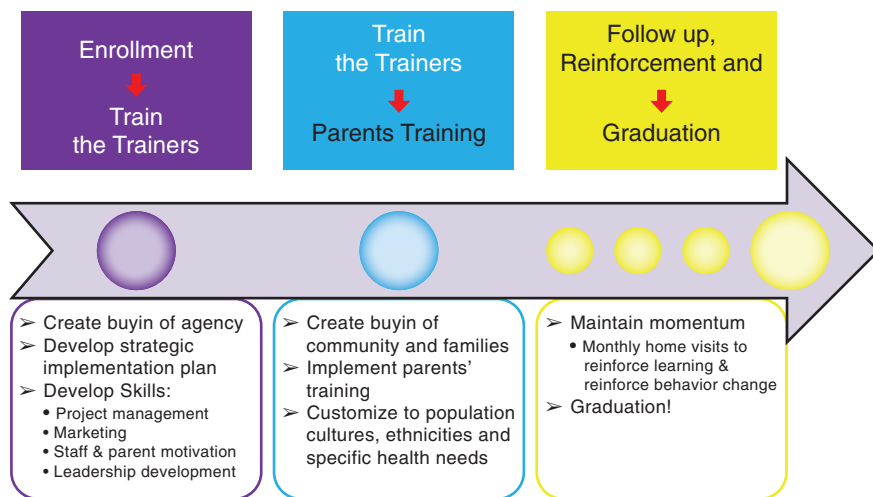 Enrollment
Train
the Trainers
Train
the Trainers
Parents Training
Follow up,
Reinforcement and
Graduation
➢ Create buyin of agency
➢ Develop strategic
implementation plan
➢ Develop Skills:
• Project management
• Marketing
• Staff & parent motivation
• Leadership development
➢ Create buyin of
community and families
➢ Implement parents’
training
➢ Customize to population
cultures, ethnicities and
specific health needs
➢ Maintain momentum
• Monthly home visits to
reinforce learning &
reinforce behavior change
➢ Graduation!